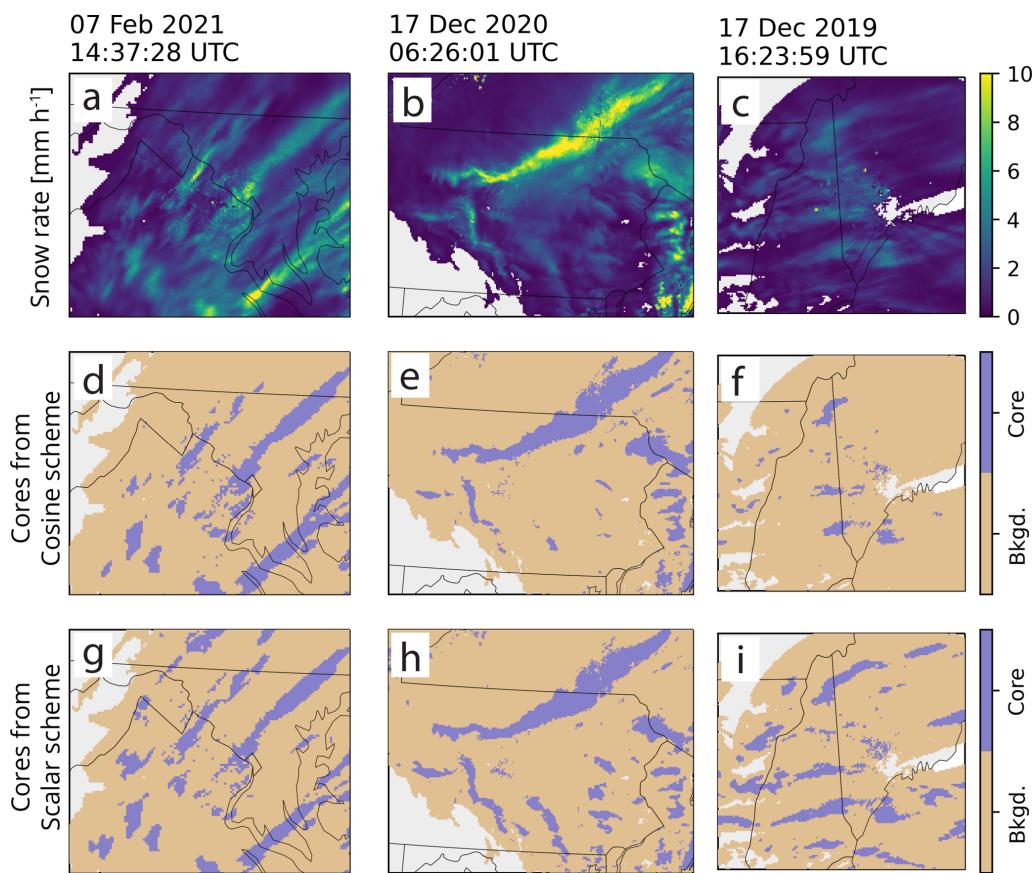 07 Feb 2021
14:37:28 UTC
17 Dec 2020
06:26:01 UTC
17 Dec 2019
16:23:59 UTC
Snow rate [mm h⁻¹]
a
b
c
10
8
6
4
2
0
Cores from
Cosine scheme
d
e
f
Core
Bkgd.
Cores from
Scalar scheme
g
h
i
Core
Bkgd.